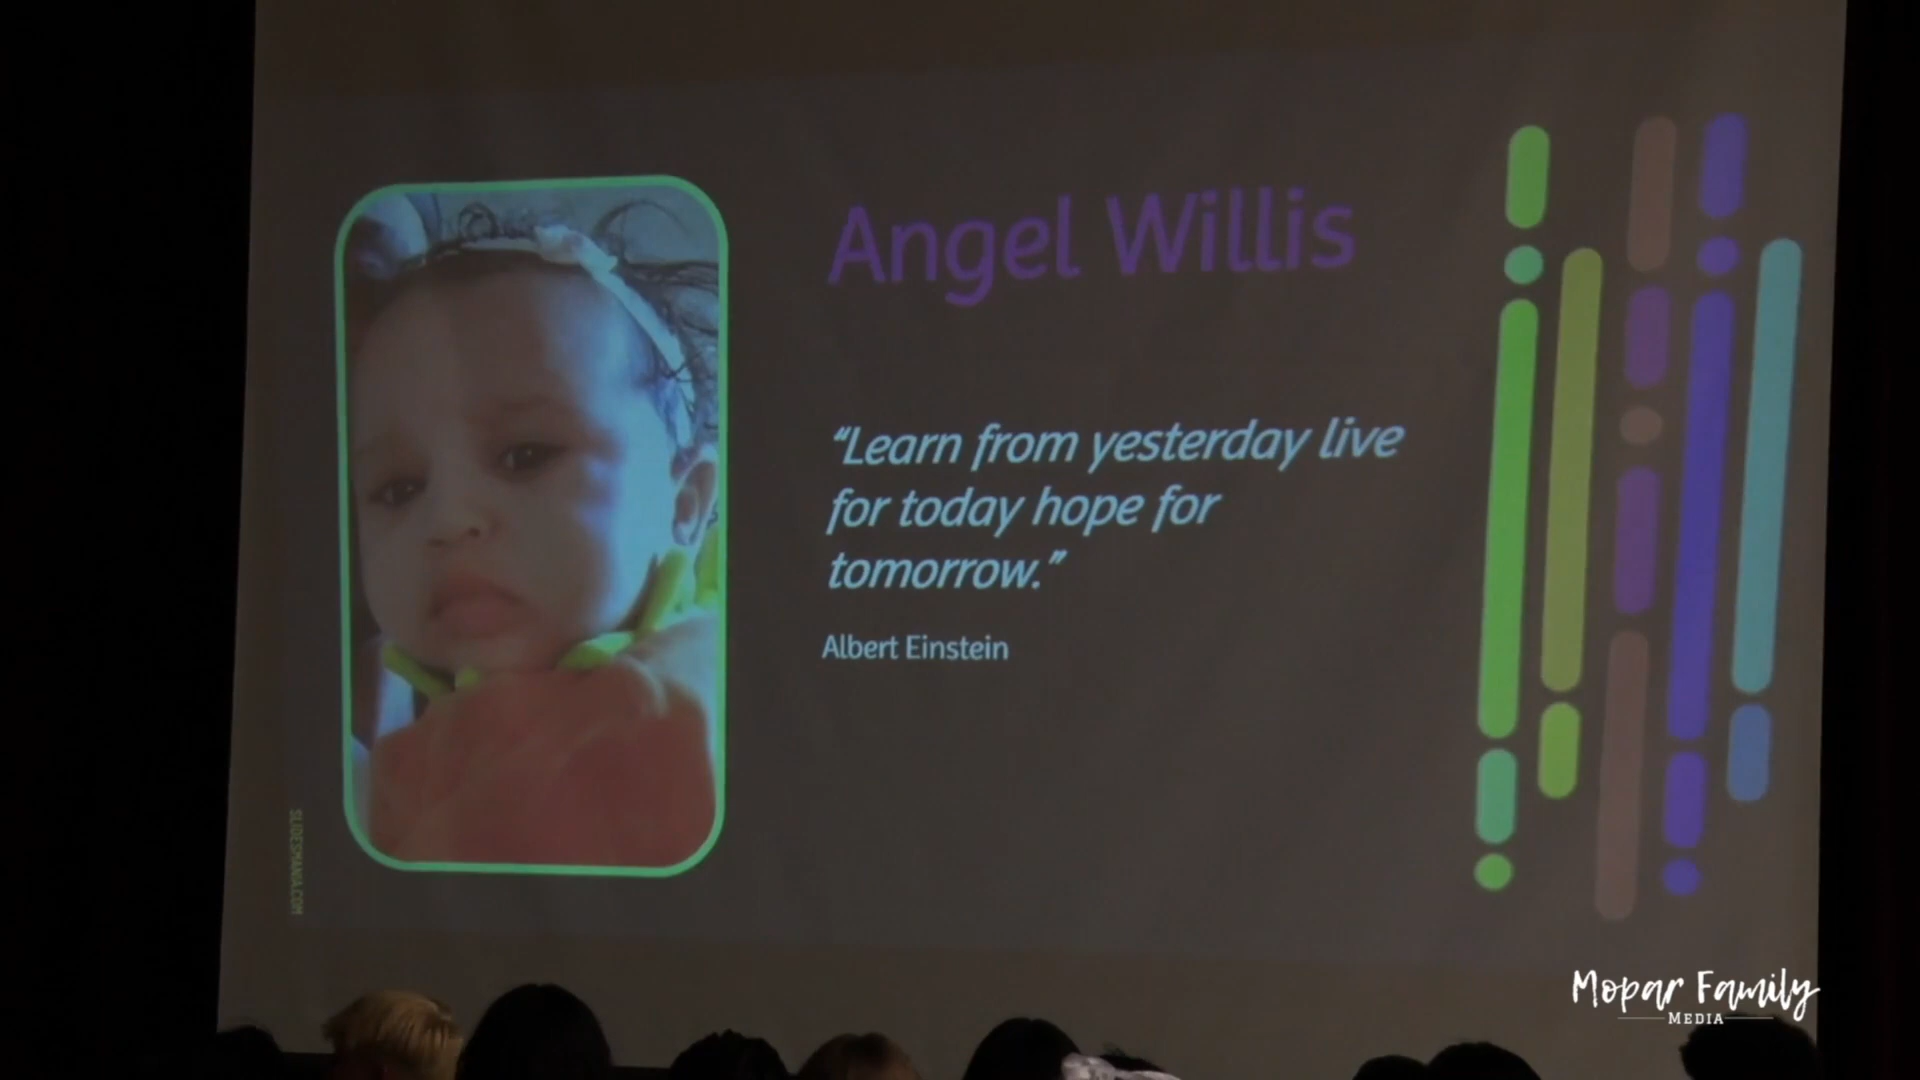 Angel Willis
“Learn from yesterday live
for today hope for
tomorrow.”
Albert Einstein
SLIDESMANIA.COM
Mopar Family
MEDIA